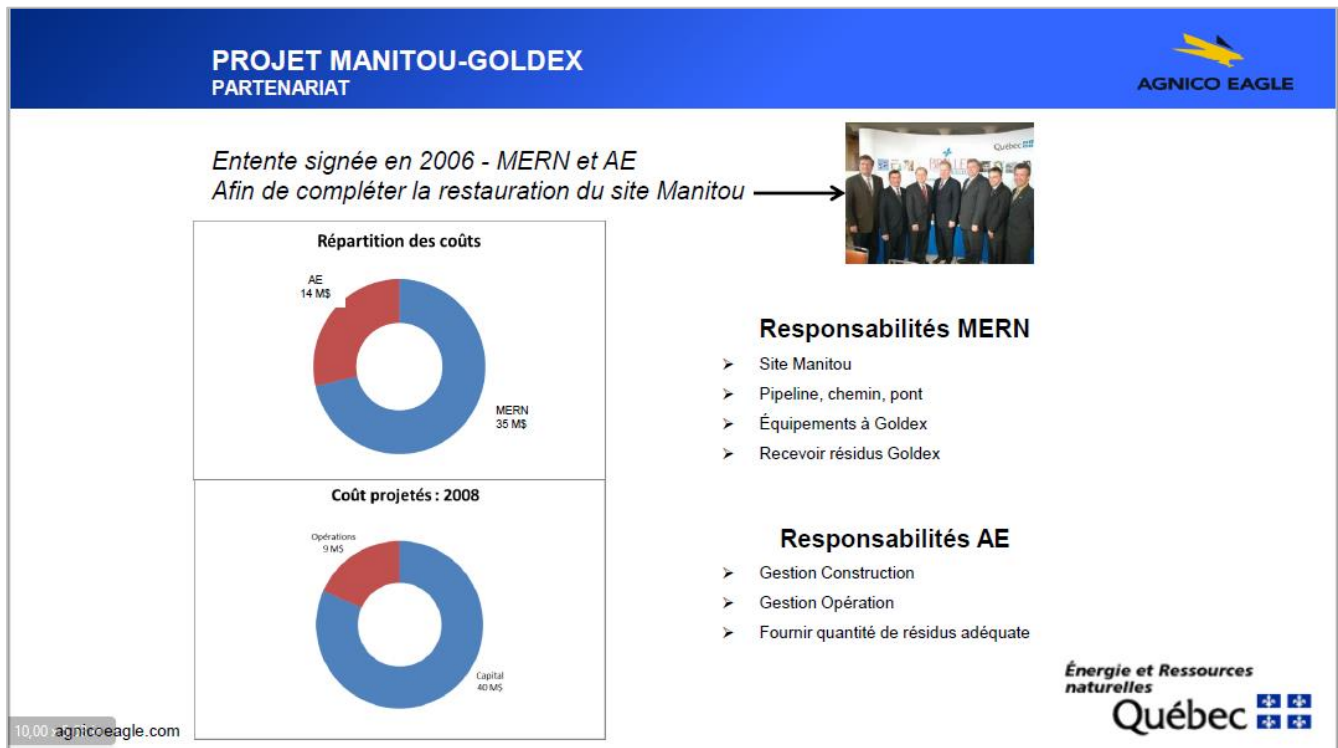 PROJET MANITOU-GOLDEX
PARTENARIAT
AGNICO EAGLE
Entente signée en 2006 - MERN et AE
Afin de compléter la restauration du site Manitou
Québec
Répartition des coûts
AE
14 M$
MERN
35 M$
Coût projetés : 2008
Opérations
9 M$
Capital
40 M$
Responsabilités MERN
Site Manitou
Pipeline, chemin, pont
Équipements à Goldex
Recevoir résidus Goldex
Responsabilités AE
Gestion Construction
Gestion Opération
Fournir quantité de résidus adéquate
Énergie et Ressources
naturelles
Québec
10,00 x
agnicoeagle.com